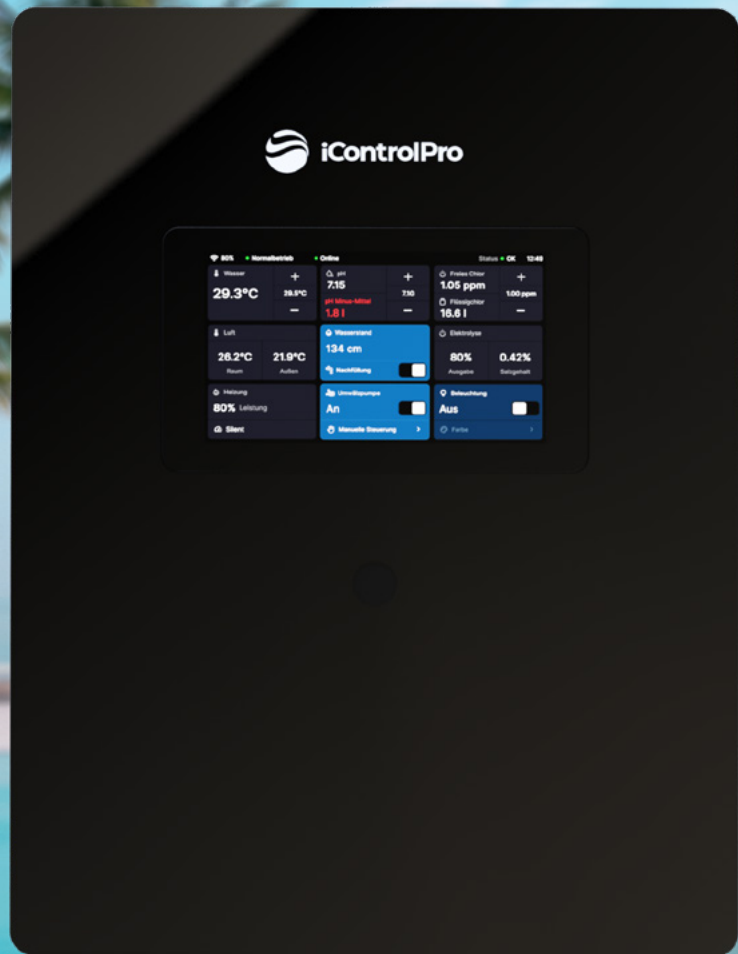 iControlPro
80% Normalbetrieb Online Status OK 12:49
Wasser
29.3°C
+
29.5°C
−
pH
7.15
pH Minus-Mittel
1.8 l
+
7.10
−
Freies Chlor
1.05 ppm
Flüssigchlor
16.6 l
+
1.00 ppm
−
Luft
26.2°C 21.9°C
Raum Außen
Wasserstand
134 cm
Nachfüllung
Elektrolyse
80% 0.42%
Ausgabe Salzgehalt
Heizung
80% Leistung
Silent
Umwälzpumpe
An
Manuelle Steuerung >
Beleuchtung
Aus
Farbe >